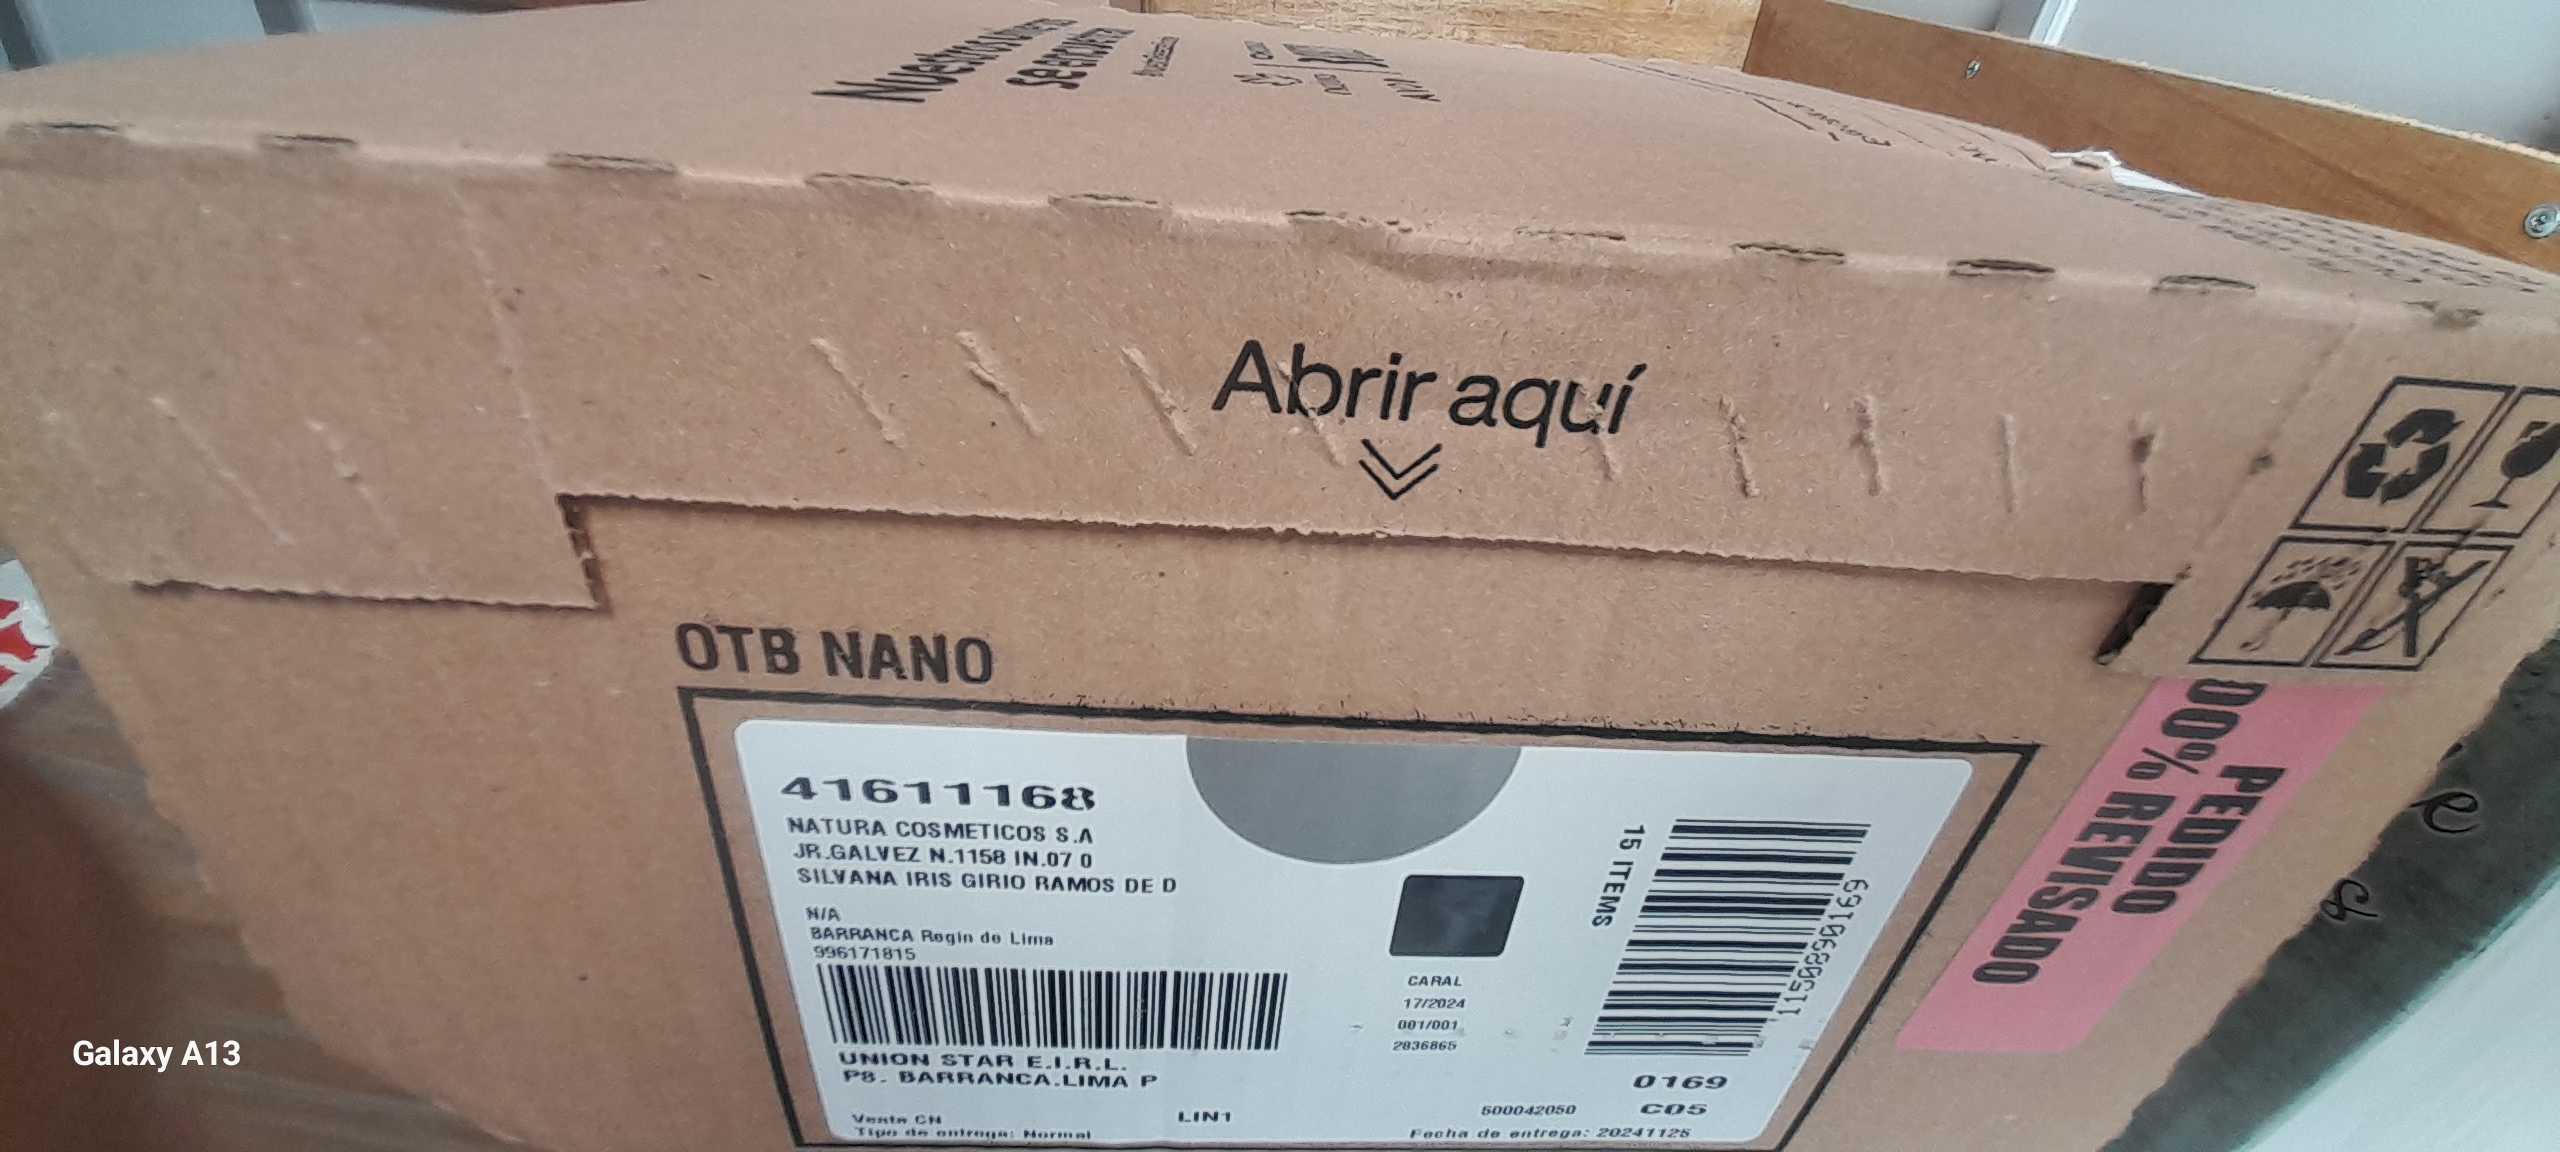 Abrir aquí
OTB NANO
41611168
NATURA COSMETICOS S.A
JR.GALVEZ N.1158 IN.07 0
SILVANA IRIS GIRIO RAMOS DE D
N/A
BARRANCA Regin de Lima
996171815
UNION STAR E.I.R.L.
P8. BARRANCA.LIMA P
Venta CN
Tipo de entrega: Normal
LIN1
CARAL
17/2024
001/001
2836865
15 ITEMS
0169
C05
500042050
Fecha de entrega: 20241125
PEDIDO
00% REVISADO
Galaxy A13